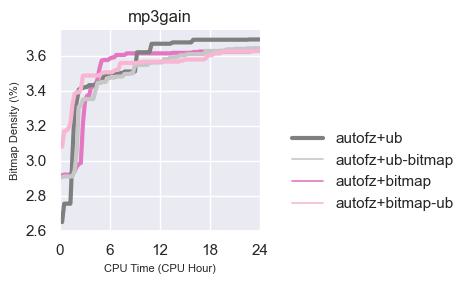 mp3gain
Bitmap Density (\%)
3.6
3.4
3.2
3.0
2.8
2.6
0 6 12 18 24
CPU Time (CPU Hour)
autofz+ub
autofz+ub-bitmap
autofz+bitmap
autofz+bitmap-ub